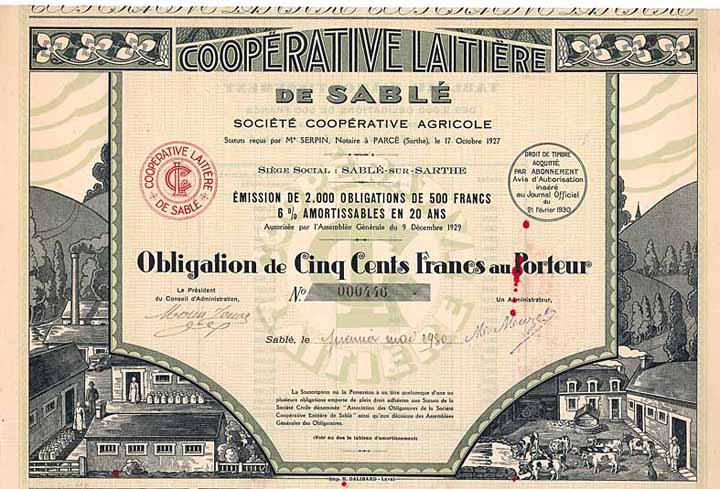 COOPÉRATIVE LAITIÈRE
DE SABLÉ
SOCIÉTÉ COOPÉRATIVE AGRICOLE
Statuts reçus par Me SERPIN, Notaire à PARCÉ (Sarthe), le 17 Octobre 1927
COOPÉRATIVE LAITIÈRE
DE SABLÉ
SIÈGE SOCIAL : SABLÉ-SUR-SARTHE
DROIT DE TIMBRE
ACQUITTÉ
PAR ABONNEMENT
Avis d'Autorisation
inséré
au Journal Officiel
du
21 février 1930
ÉMISSION DE 2.000 OBLIGATIONS DE 500 FRANCS
6 % AMORTISSABLES EN 20 ANS
Autorisée par l'Assemblée Générale du 9 Décembre 1929
Obligation de Cinq Cents Francs au Porteur
Le Président
du Conseil d'Administration,
No 000446
Un Administrateur,
Sablé, le premier mai 1930
La Souscription ou la Possession à un titre quelconque d'une ou
plusieurs obligations emporte de plein droit adhésion aux Statuts de la
Société Civile dénommée "Association des Obligataires de la Société
Coopérative Laitière de Sablé" ainsi qu'aux décisions des Assemblées
Générales des Obligataires.
(Voir au dos le tableau d'amortissement)
Imp. H. DALIBARD - Laval